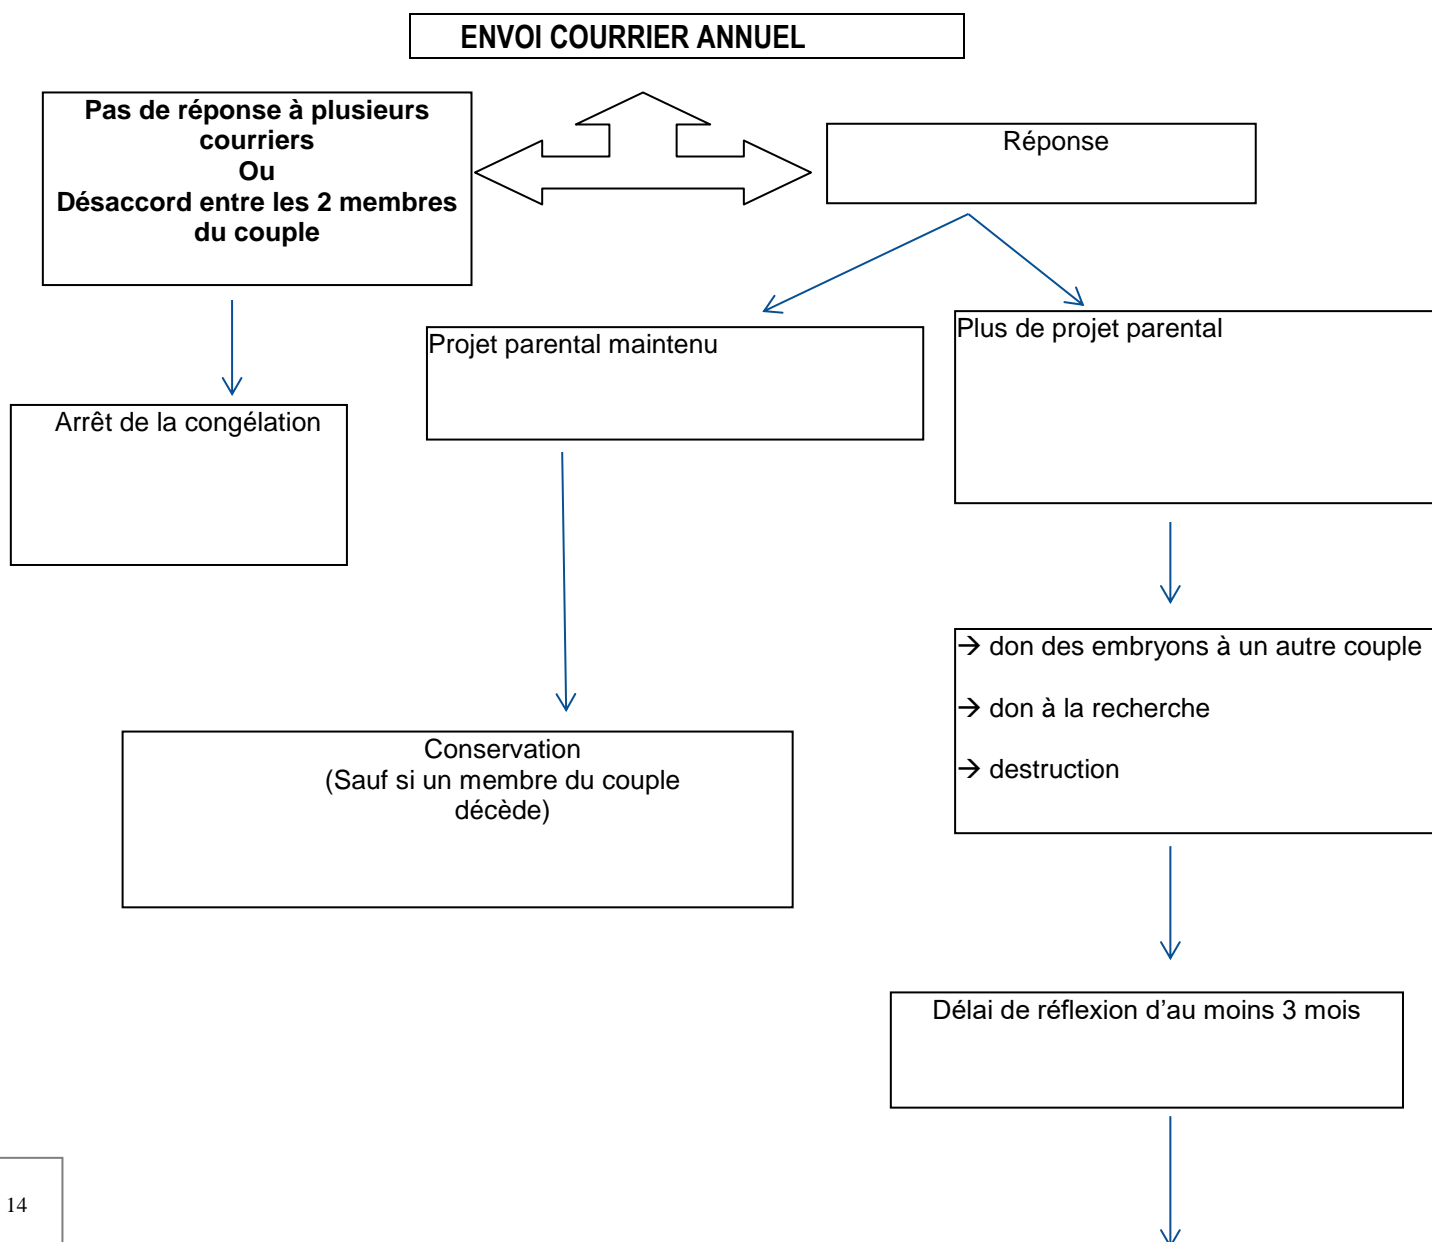 ENVOI COURRIER ANNUEL
Pas de réponse à plusieurs
courriers
Ou
Désaccord entre les 2 membres
du couple
Réponse
Projet parental maintenu
Plus de projet parental
Arrêt de la congélation
→ don des embryons à un autre couple
→ don à la recherche
→ destruction
Conservation
(Sauf si un membre du couple
décède)
Délai de réflexion d’au moins 3 mois
14